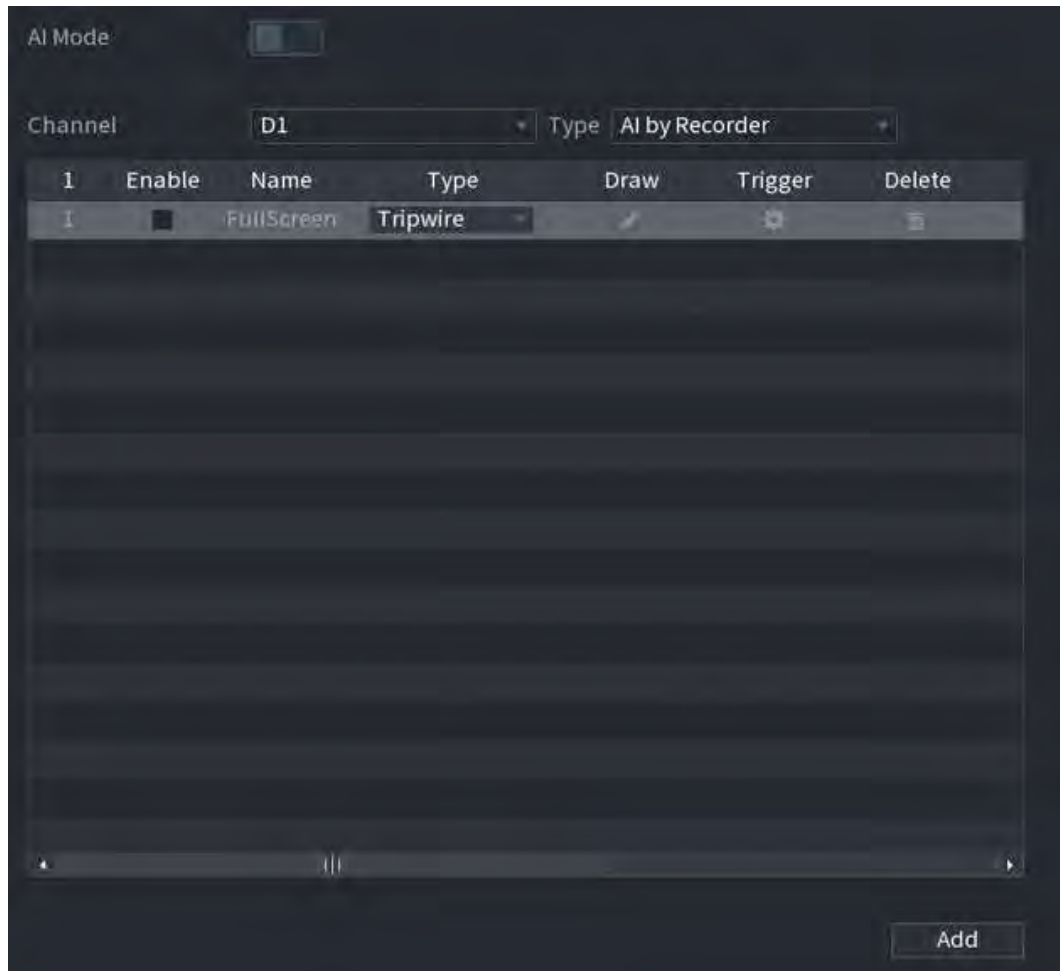 AI Mode
Channel D1 Type AI by Recorder
1 Enable Name Type Draw Trigger Delete
1 FullScreen Tripwire
Add